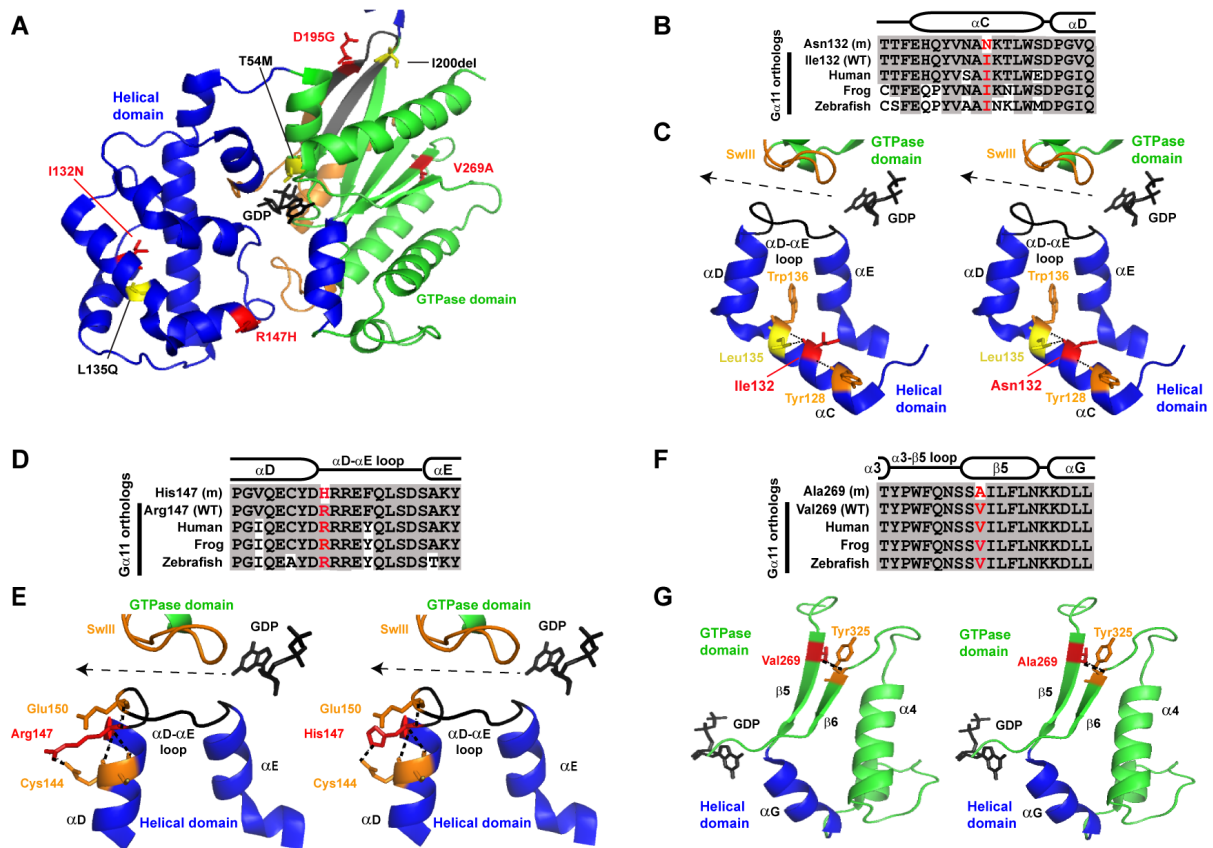 A
D195G
T54M
I200del
Helical
domain
I132N
V269A
GDP
GTPase domain
R147H
L135Q
B
αC
αD
Gα11 orthologs
Asn132 (m) TTFEHQYVNANKTLWSDPGVQ
Ile132 (WT) TTFEHQYVNAIKTLWSDPGVQ
Human TTFEHQYVSAIKTLWEDPGIQ
Frog CTFEQPYVNAIKNLWSDPGIQ
Zebrafish CSFEQPYVAAINKLWMDPGIQ
C
SwIII
GTPase
domain
GDP
αD-αE
loop
αD
αE
Trp136
Leu135
Ile132
Tyr128
αC
Helical
domain
SwIII
GTPase
domain
GDP
αD-αE
loop
αD
αE
Trp136
Leu135
Asn132
Tyr128
αC
Helical
domain
D
αD
αD-αE loop
αE
Gα11 orthologs
His147 (m) PGVQECYDHRREFQLSDSAKY
Arg147 (WT) PGVQECYDRRREFQLSDSAKY
Human PGIQECYDRRREYQLSDSAKY
Frog PGIQECYDRRREYQLSDSAKY
Zebrafish PGIQEAYDRRREYQLSDSTKY
E
GTPase domain
SwIII
GDP
Glu150
Arg147
αD-αE
loop
Cys144
αE
αD
Helical domain
GTPase domain
SwIII
GDP
Glu150
His147
αD-αE
loop
Cys144
αE
αD
Helical domain
F
α3
α3-β5 loop
β5
αG
Gα11 orthologs
Ala269 (m) TYPWFQNSSAILFLNKKDLL
Val269 (WT) TYPWFQNSSVILFLNKKDLL
Human TYPWFQNSSVILFLNKKDLL
Frog TYPWFQNSSVILFLNKKDLL
Zebrafish TYPWFQNSSVILFLNKKDLL
G
GTPase
domain
Tyr325
Val269
β5
α4
β6
GDP
Helical
domain
αG
GTPase
domain
Tyr325
Ala269
β5
α4
β6
GDP
Helical
domain
αG